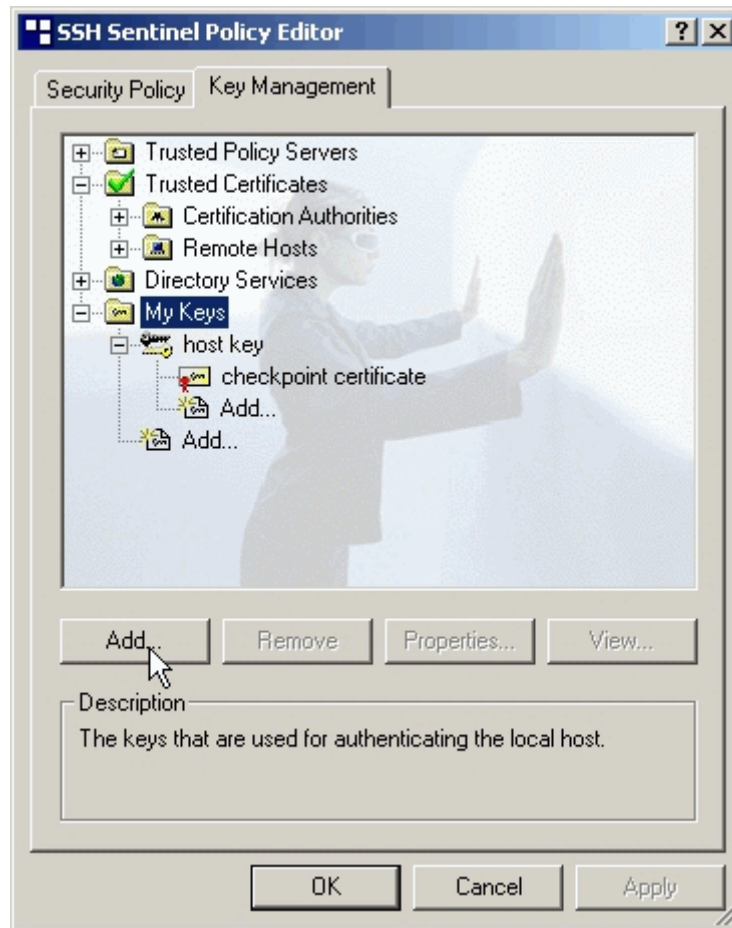 SSH Sentinel Policy Editor
Security Policy Key Management
Trusted Policy Servers
Trusted Certificates
Certification Authorities
Remote Hosts
Directory Services
My Keys
host key
checkpoint certificate
Add...
Add...
Add... Remove Properties... View...
Description
The keys that are used for authenticating the local host.
OK Cancel Apply